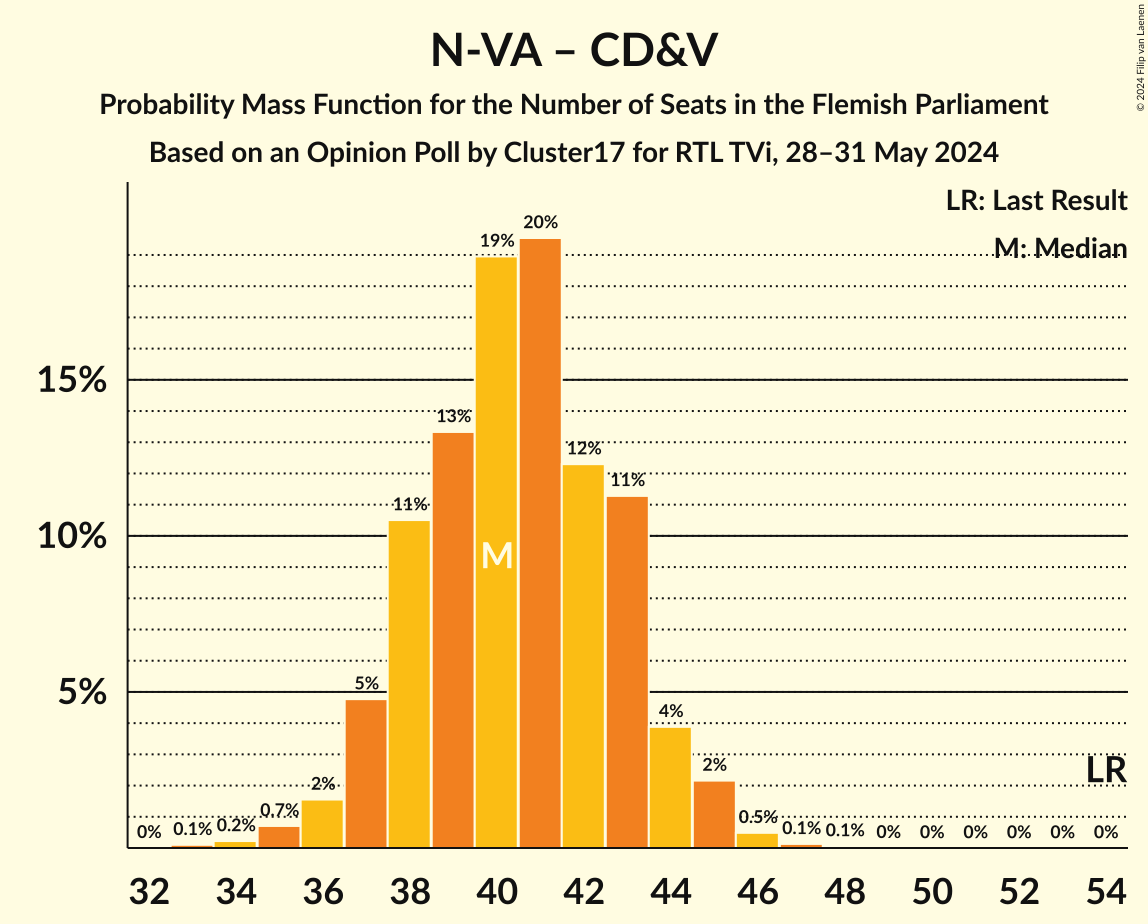 N-VA – CD&V
Probability Mass Function for the Number of Seats in the Flemish Parliament
Based on an Opinion Poll by Cluster17 for RTL TVi, 28–31 May 2024
© 2024 Filip van Laenen
LR: Last Result
M: Median
15%
10%
5%
0%
0.1%
0.2%
0.7%
2%
5%
11%
13%
19%
20%
12%
11%
4%
2%
0.5%
0.1%
0.1%
0%
0%
0%
0%
0%
0%
M
LR
32 34 36 38 40 42 44 46 48 50 52 54